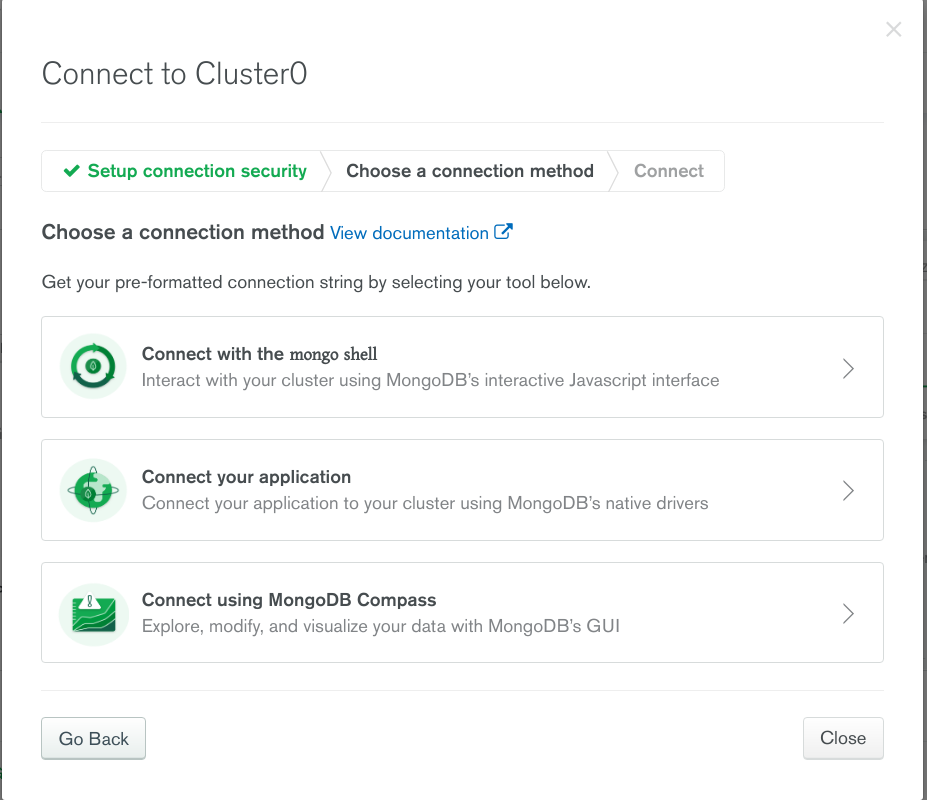 Connect to Cluster0
Setup connection security Choose a connection method Connect
Choose a connection method View documentation
Get your pre-formatted connection string by selecting your tool below.
Connect with the mongo shell
Interact with your cluster using MongoDB's interactive Javascript interface
Connect your application
Connect your application to your cluster using MongoDB's native drivers
Connect using MongoDB Compass
Explore, modify, and visualize your data with MongoDB's GUI
Go Back Close